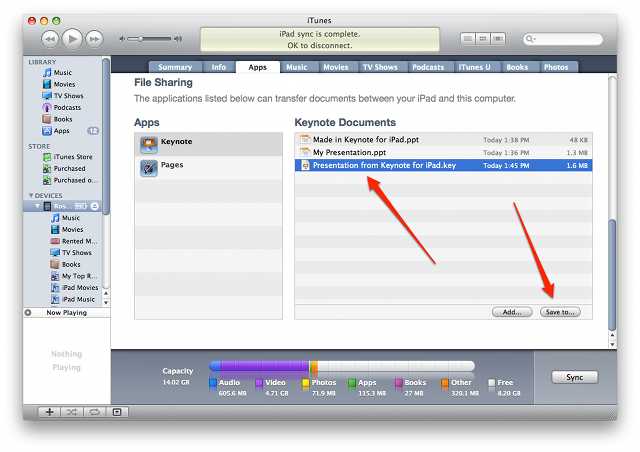 iTunes
iPad sync is complete.
OK to disconnect.
LIBRARY
Music
Movies
TV Shows
Podcasts
Books
Apps 12
STORE
iTunes Store
Purchased
Purchased o...
DEVICES
Ros...
Music
Movies
Rented M...
TV Shows
Books
My Top R...
iPad Movies
iPad Music
Now Playing
Nothing
Playing
Summary Info Apps Music Movies TV Shows Podcasts iTunes U Books Photos
File Sharing
The applications listed below can transfer documents between your iPad and this computer.
Apps
Keynote
Pages
Keynote Documents
Made in Keynote for iPad.ppt Today 1:38 PM 48 KB
My Presentation.ppt Today 1:36 PM 1.3 MB
Presentation from Keynote for iPad.key Today 1:45 PM 1.6 MB
Add... Save to...
Capacity
14.02 GB
Audio Video Photos Apps Books Other Free
605.6 MB 4.71 GB 71.9 MB 115.3 MB 27 MB 320.1 MB 8.20 GB
Sync